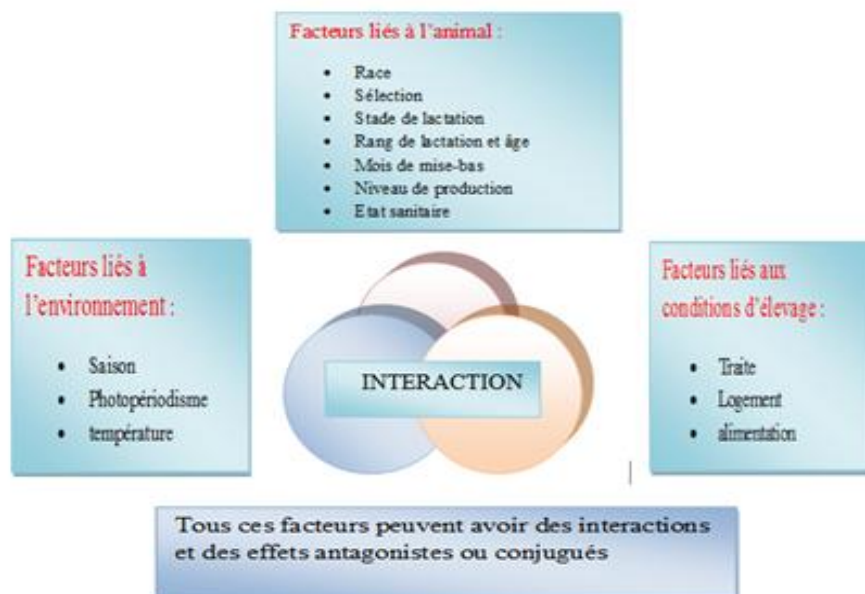 Facteurs liés à l'animal :
• Race
• Sélection
• Stade de lactation
• Rang de lactation et âge
• Mois de mise-bas
• Niveau de production
• Etat sanitaire
Facteurs liés à
l'environnement :
• Saison
• Photopériodisme
• température
INTERACTION
Facteurs liés aux
conditions d'élevage :
• Traite
• Logement
• alimentation
Tous ces facteurs peuvent avoir des interactions
et des effets antagonistes ou conjugués